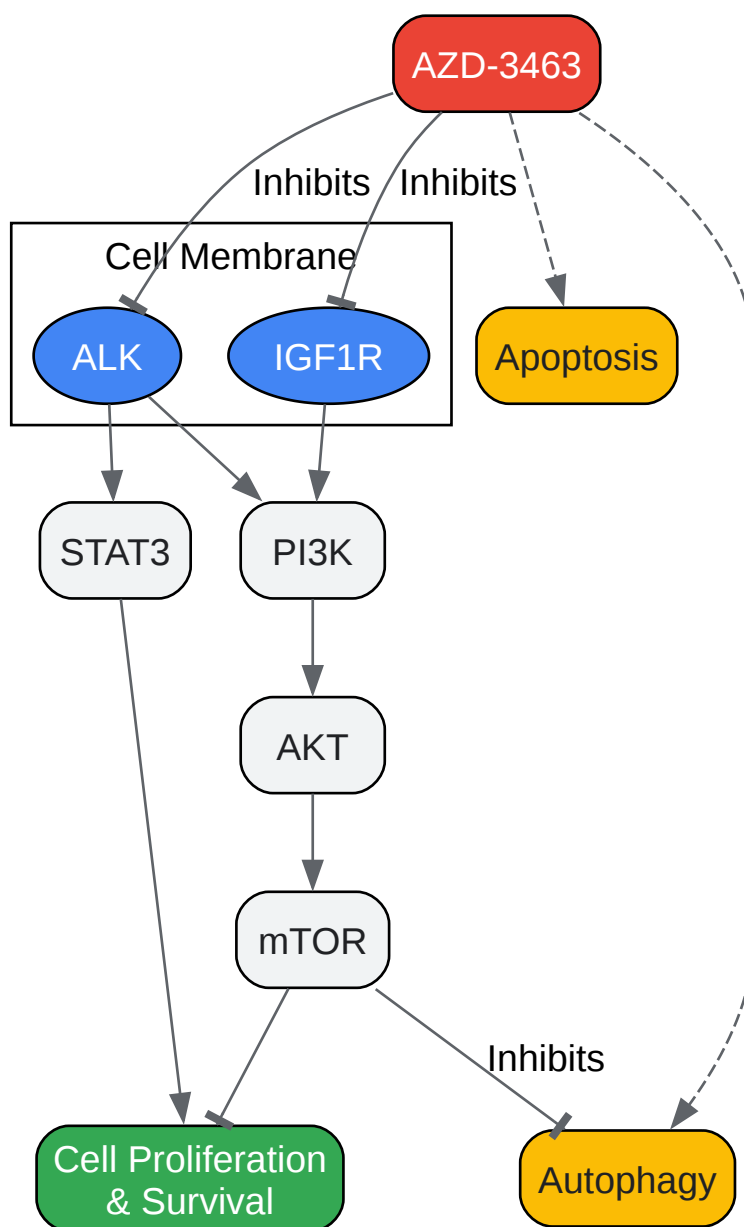 AZD-3463
Inhibits
Inhibits
Cell Membrane
ALK
IGF1R
Apoptosis
STAT3
PI3K
AKT
mTOR
Inhibits
Cell Proliferation
& Survival
Autophagy